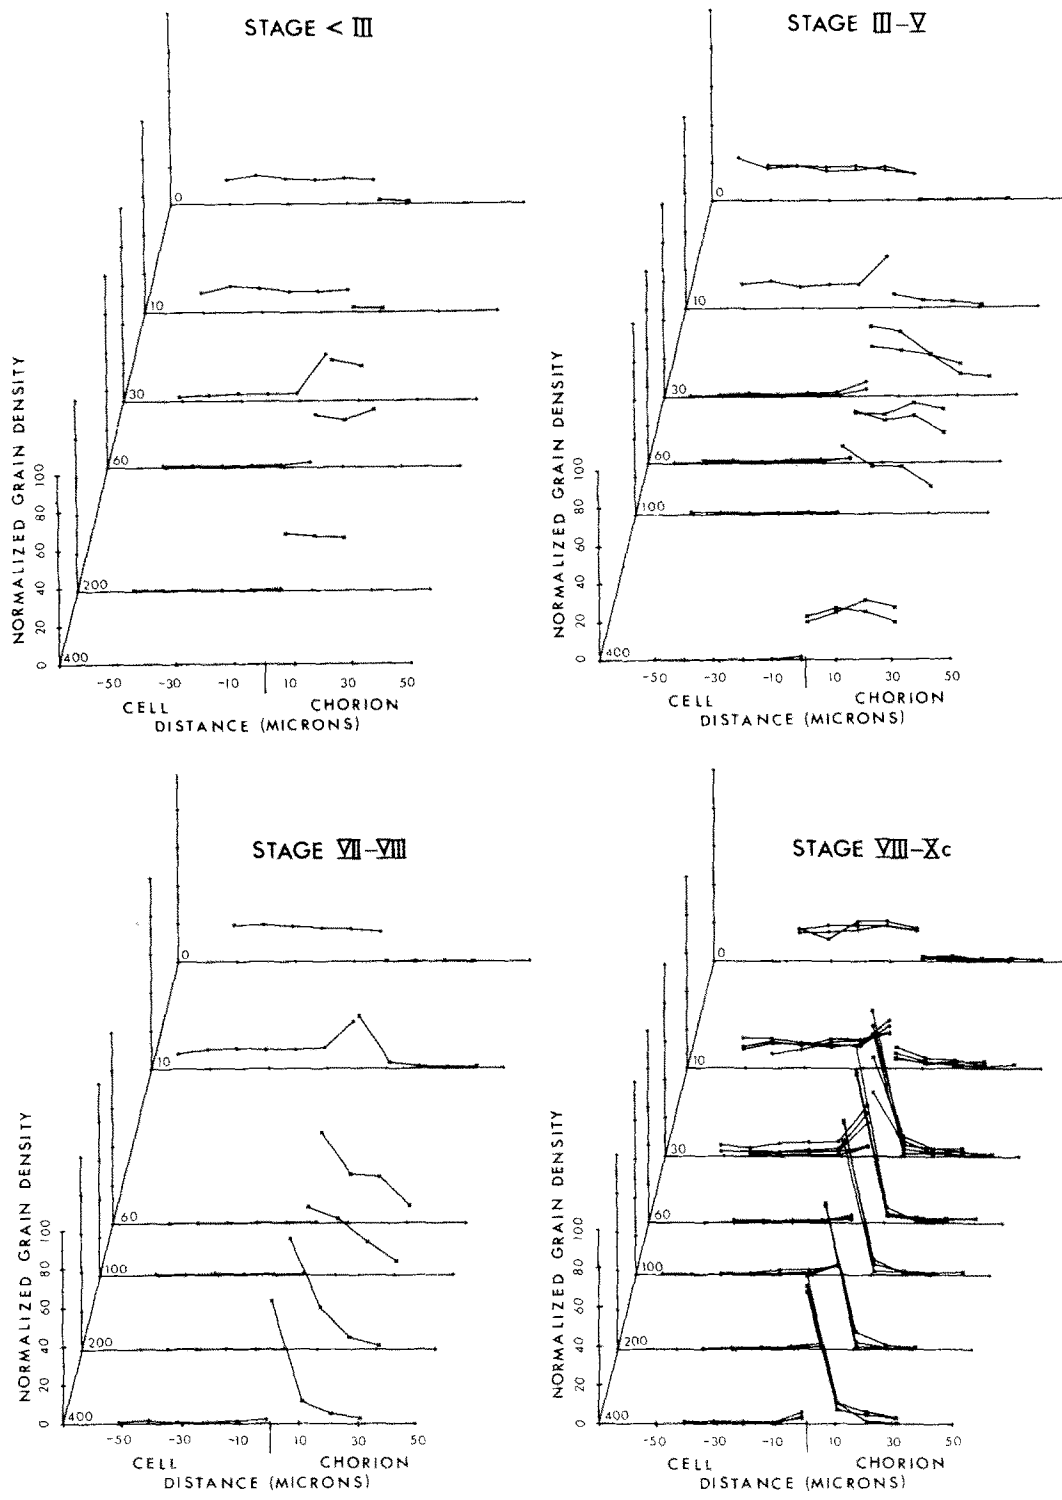 STAGE < III
0
10
30
60
200
400
NORMALIZED GRAIN DENSITY
100
80
60
40
20
0
-50 -30 -10 10 30 50
CELL CHORION
DISTANCE (MICRONS)
STAGE III-V
0
10
30
60
100
400
NORMALIZED GRAIN DENSITY
100
80
60
40
20
0
-50 -30 -10 10 30 50
CELL CHORION
DISTANCE (MICRONS)
STAGE VII-VIII
0
10
60
100
200
400
NORMALIZED GRAIN DENSITY
100
80
60
40
20
0
-50 -30 -10 10 30
CELL CHORION
DISTANCE (MICRONS)
STAGE VIII-Xc
0
10
30
60
100
200
400
NORMALIZED GRAIN DENSITY
100
80
60
40
20
0
-50 -30 -10 10 30 50
CELL CHORION
DISTANCE (MICRONS)